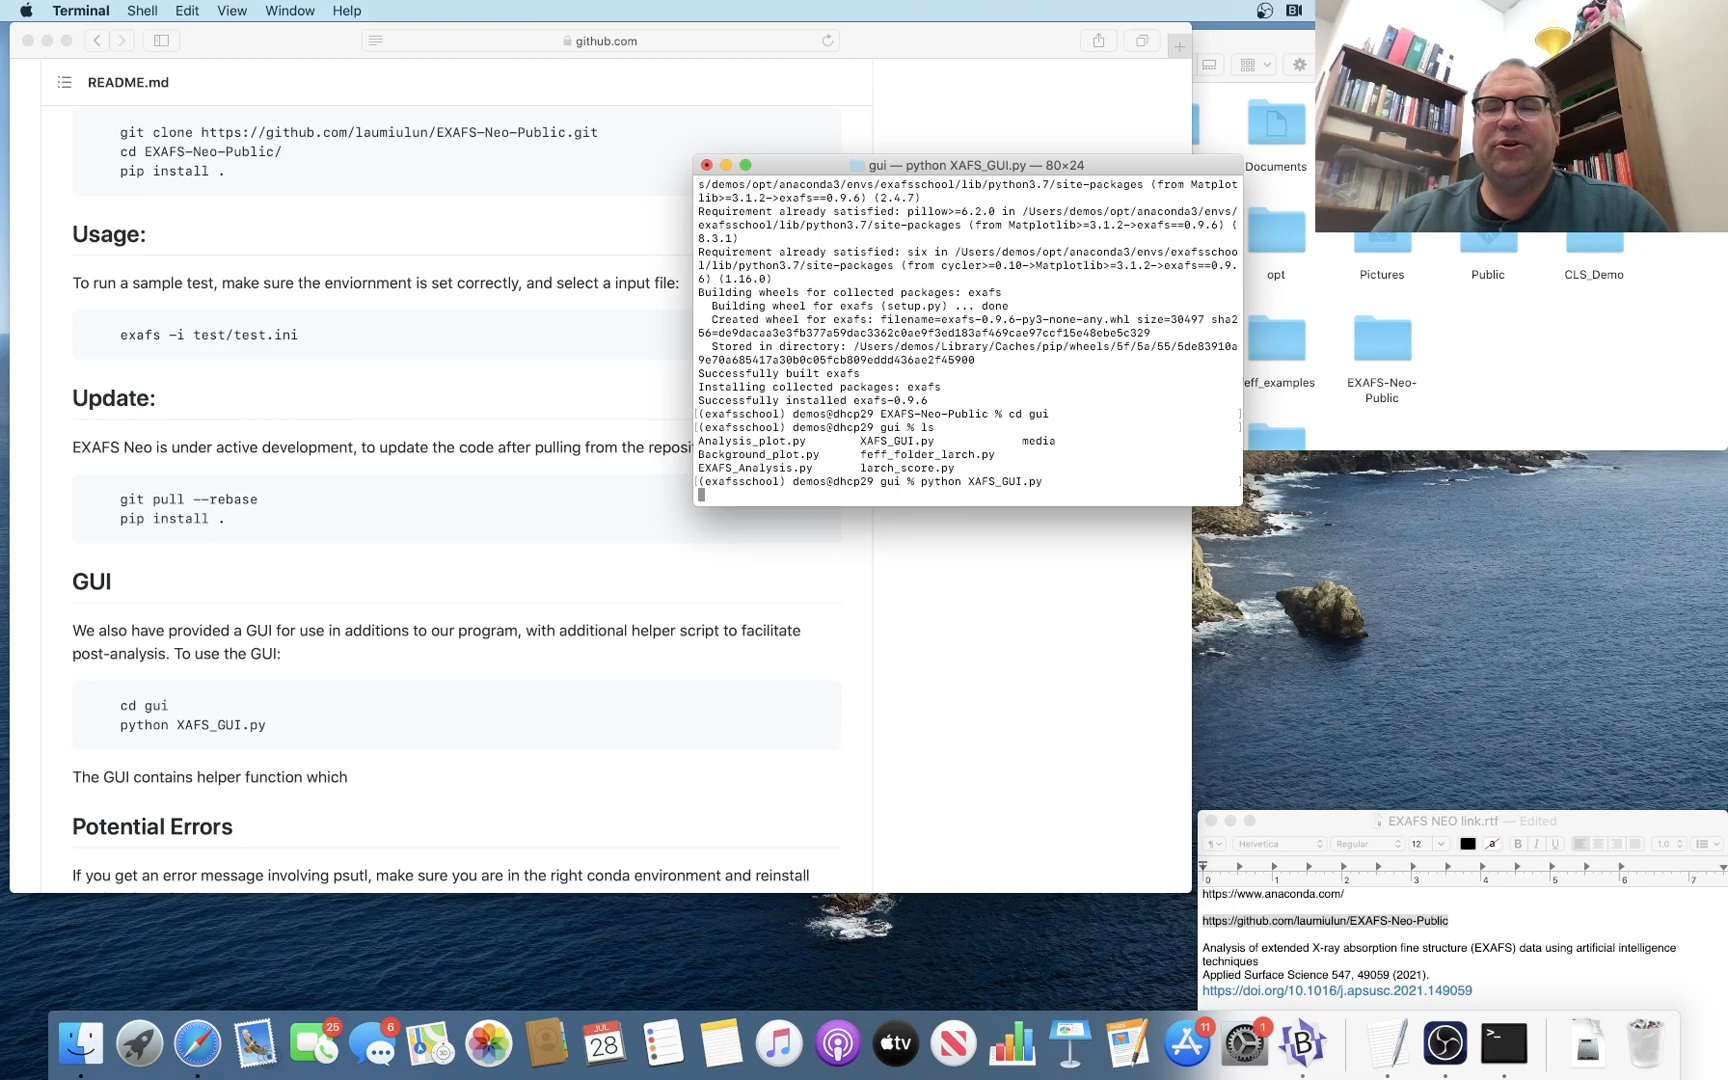 Terminal Shell Edit View Window Help
github.com
README.md
git clone https://github.com/laumiulun/EXAFS-Neo-Public.git
cd EXAFS-Neo-Public/
pip install .
Usage:
To run a sample test, make sure the enviornment is set correctly, and select a input file:
exafs -i test/test.ini
Update:
EXAFS Neo is under active development, to update the code after pulling from the reposi
git pull --rebase
pip install .
GUI
We also have provided a GUI for use in additions to our program, with additional helper script to facilitate
post-analysis. To use the GUI:
cd gui
python XAFS_GUI.py
The GUI contains helper function which
Potential Errors
If you get an error message involving psutl, make sure you are in the right conda environment and reinstall
gui — python XAFS_GUI.py — 80×24
s/demos/opt/anaconda3/envs/exafsschool/lib/python3.7/site-packages (from Matplot
lib>=3.1.2->exafs==0.9.6) (2.4.7)
Requirement already satisfied: pillow>=6.2.0 in /Users/demos/opt/anaconda3/envs/
exafsschool/lib/python3.7/site-packages (from Matplotlib>=3.1.2->exafs==0.9.6) (
8.3.1)
Requirement already satisfied: six in /Users/demos/opt/anaconda3/envs/exafsschoo
l/lib/python3.7/site-packages (from cycler>=0.10->Matplotlib>=3.1.2->exafs==0.9.
6) (1.16.0)
Building wheels for collected packages: exafs
Building wheel for exafs (setup.py) ... done
Created wheel for exafs: filename=exafs-0.9.6-py3-none-any.whl size=30497 sha2
56=de9dacaa3e3fb377a59dac3362c0ae9f3ed183af469cae97ccf15e48ebe5c329
Stored in directory: /Users/demos/Library/Caches/pip/wheels/5f/5a/55/5de83910a
9e70a685417a30b0c05fcb809eddd436ae2f45900
Successfully built exafs
Installing collected packages: exafs
Successfully installed exafs-0.9.6
[(exafsschool) demos@dhcp29 EXAFS-Neo-Public % cd gui ]
[(exafsschool) demos@dhcp29 gui % ls ]
Analysis_plot.py XAFS_GUI.py media
Background_plot.py feff_folder_larch.py
EXAFS_Analysis.py larch_score.py
[(exafsschool) demos@dhcp29 gui % python XAFS_GUI.py ]
Documents
opt Pictures Public CLS_Demo
eff_examples EXAFS-Neo-
Public
EXAFS NEO link.rtf — Edited
Helvetica Regular 12 a B I U 1.0
0 1 2 3 4 5 6 7
https://www.anaconda.com/
https://github.com/laumiulun/EXAFS-Neo-Public
Analysis of extended X-ray absorption fine structure (EXAFS) data using artificial intelligence
techniques
Applied Surface Science 547, 49059 (2021).
https://doi.org/10.1016/j.apsusc.2021.149059
25 6 JUL 28 tv 11 1 B >_